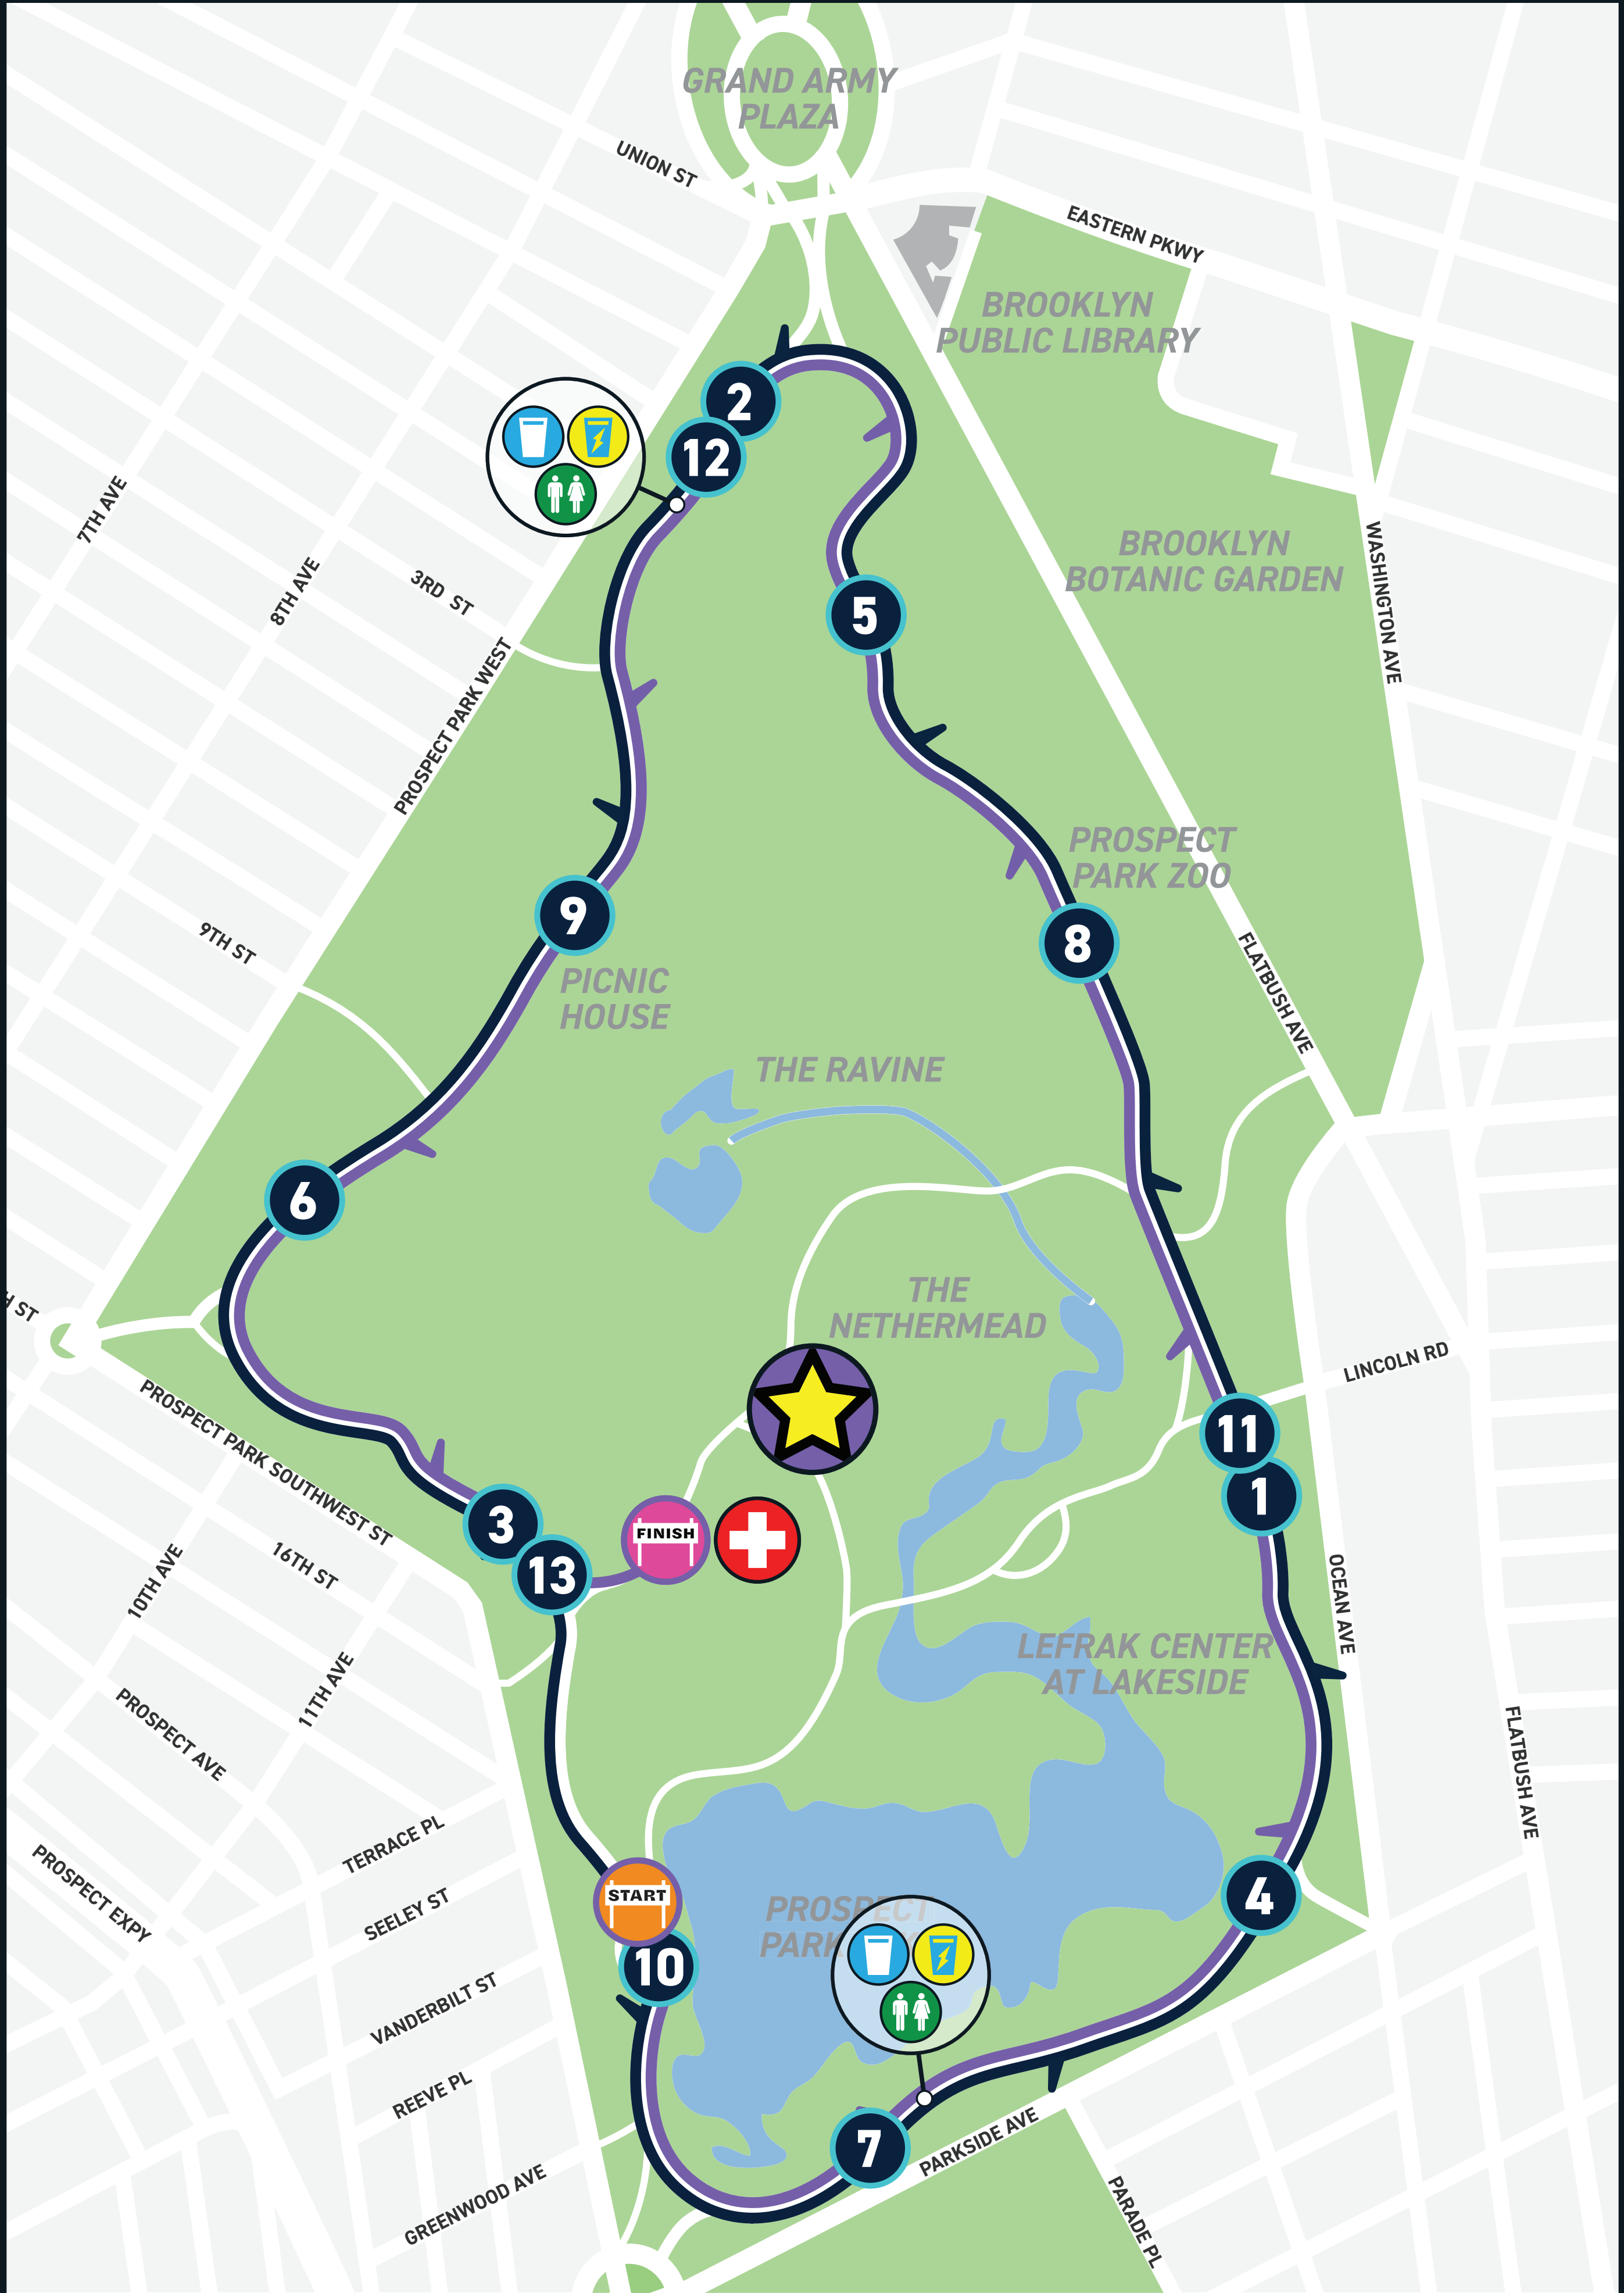 GRAND ARMY
PLAZA
UNION ST
EASTERN PKWY
BROOKLYN
PUBLIC LIBRARY
2
12
7TH AVE
8TH AVE
3RD ST
BROOKLYN
BOTANIC GARDEN
WASHINGTON AVE
5
PROSPECT PARK WEST
PROSPECT
PARK ZOO
9
8
9TH ST
FLATBUSH AVE
PICNIC
HOUSE
THE RAVINE
6
THE
NETHERMEAD
H ST
LINCOLN RD
PROSPECT PARK SOUTHWEST ST
11
1
3
FINISH
13
16TH ST
10TH AVE
OCEAN AVE
LEFRAK CENTER
AT LAKESIDE
11TH AVE
PROSPECT AVE
FLATBUSH AVE
TERRACE PL
PROSPECT EXPY
START
4
PROSPECT
PARK
SEELEY ST
10
VANDERBILT ST
REEVE PL
7
PARKSIDE AVE
GREENWOOD AVE
PARADE PL